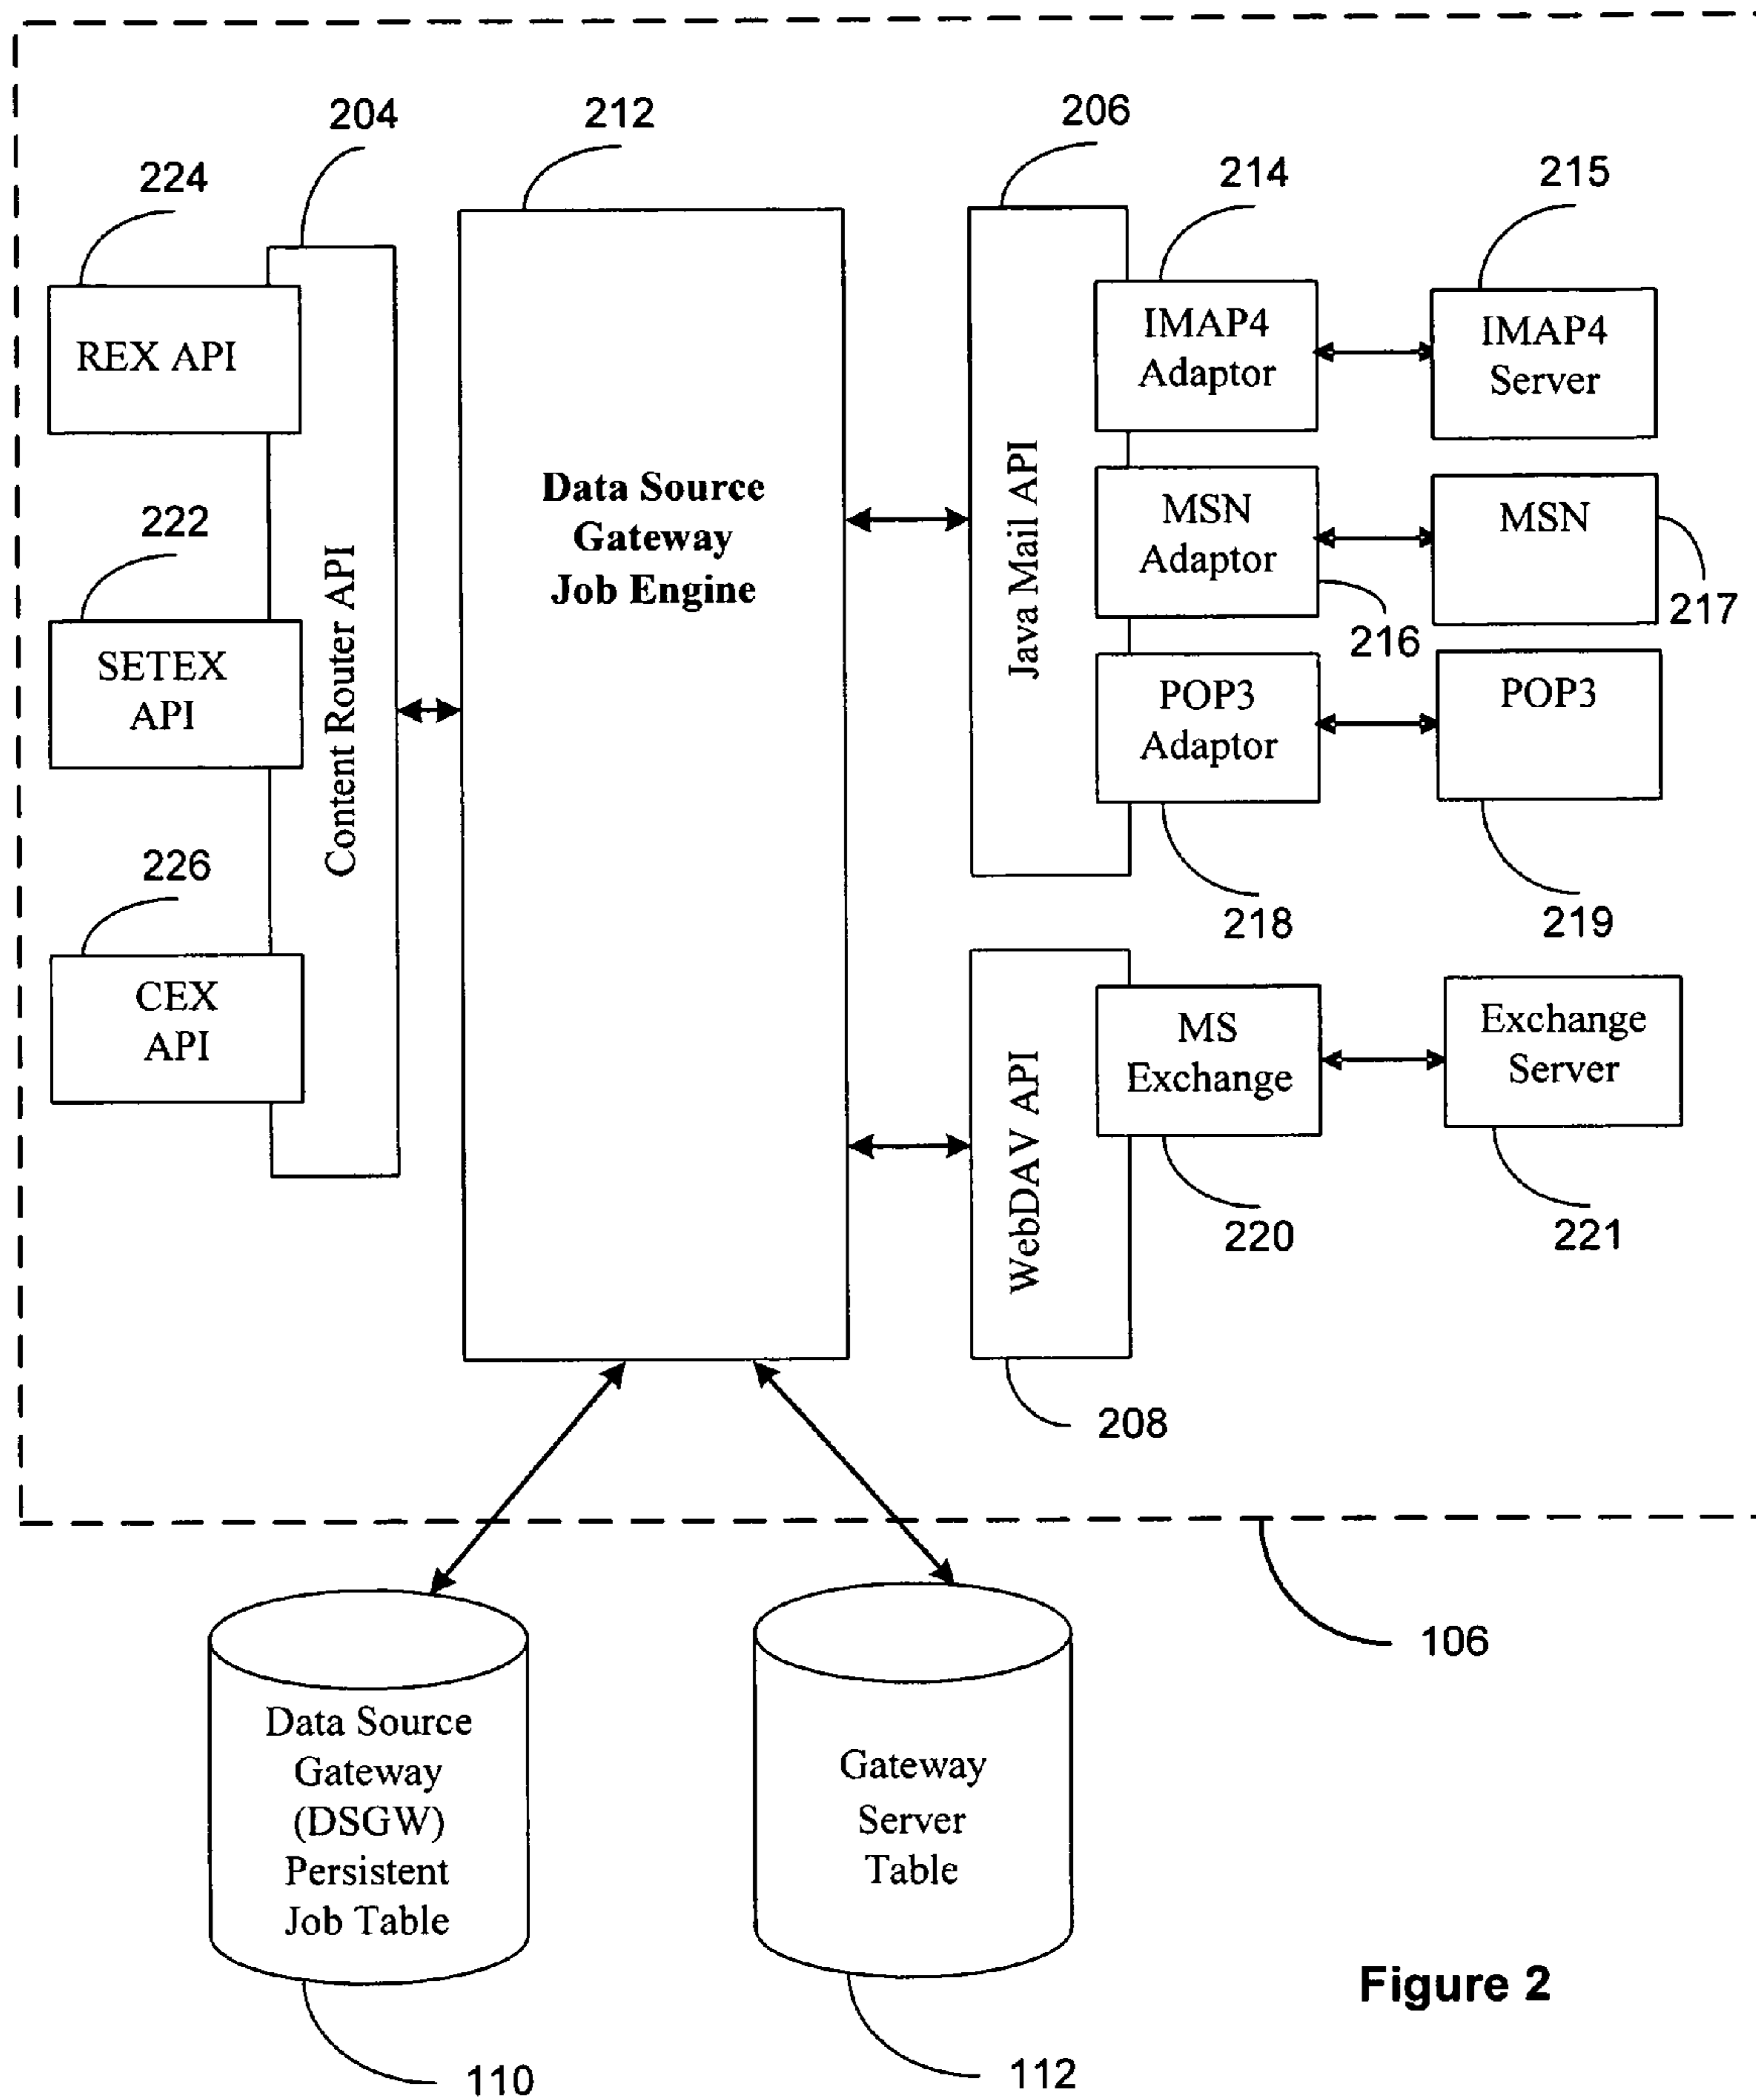 204
212
206
224
214
215
REX API
IMAP4
Adaptor
IMAP4
Server
222
Data Source
Gateway
Job Engine
Java Mail API
MSN
Adaptor
MSN
217
216
SETEX
API
Content Router API
POP3
Adaptor
POP3
226
218
219
CEX
API
WebDAV API
MS
Exchange
Exchange
Server
220
221
208
106
Data Source
Gateway
(DSGW)
Persistent
Job Table
Gateway
Server
Table
Figure 2
110
112